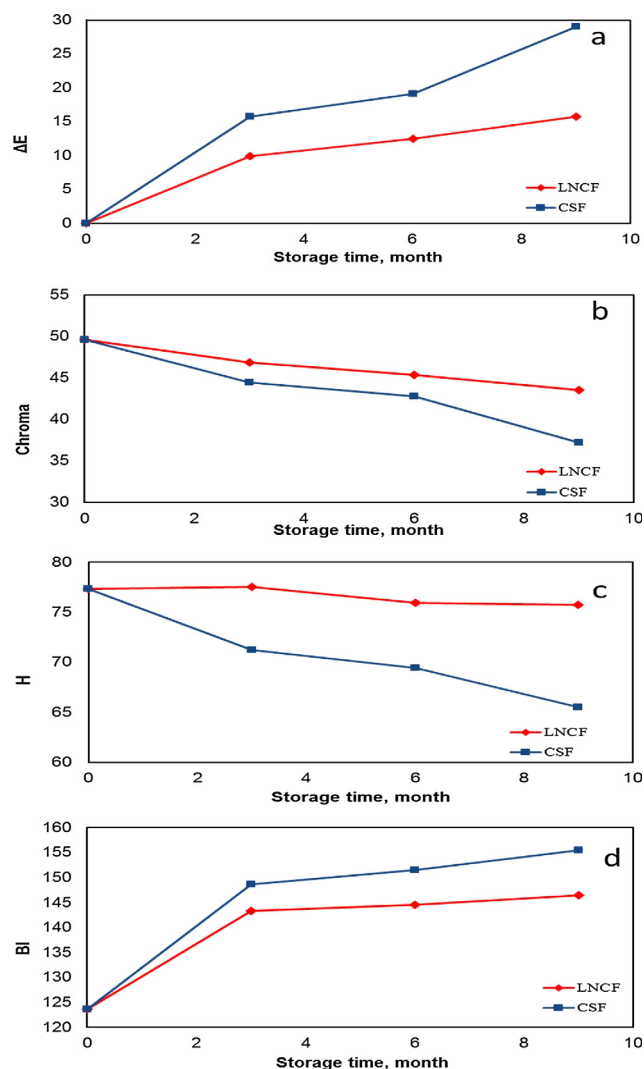 30
a
25
20
ΔE
15
10
5
LNCF
CSF
0
0 2 4 6 8 10
Storage time, month
55
b
50
45
Chroma
40
35
LNCF
CSF
30
0 2 4 6 8 10
Storage time, month
80
c
75
70
H
65
LNCF
CSF
60
0 2 4 6 8 10
Storage time, month
160
155
d
150
145
BI
140
135
130
LNCF
125
CSF
120
0 2 4 6 8 10
Storage time, month